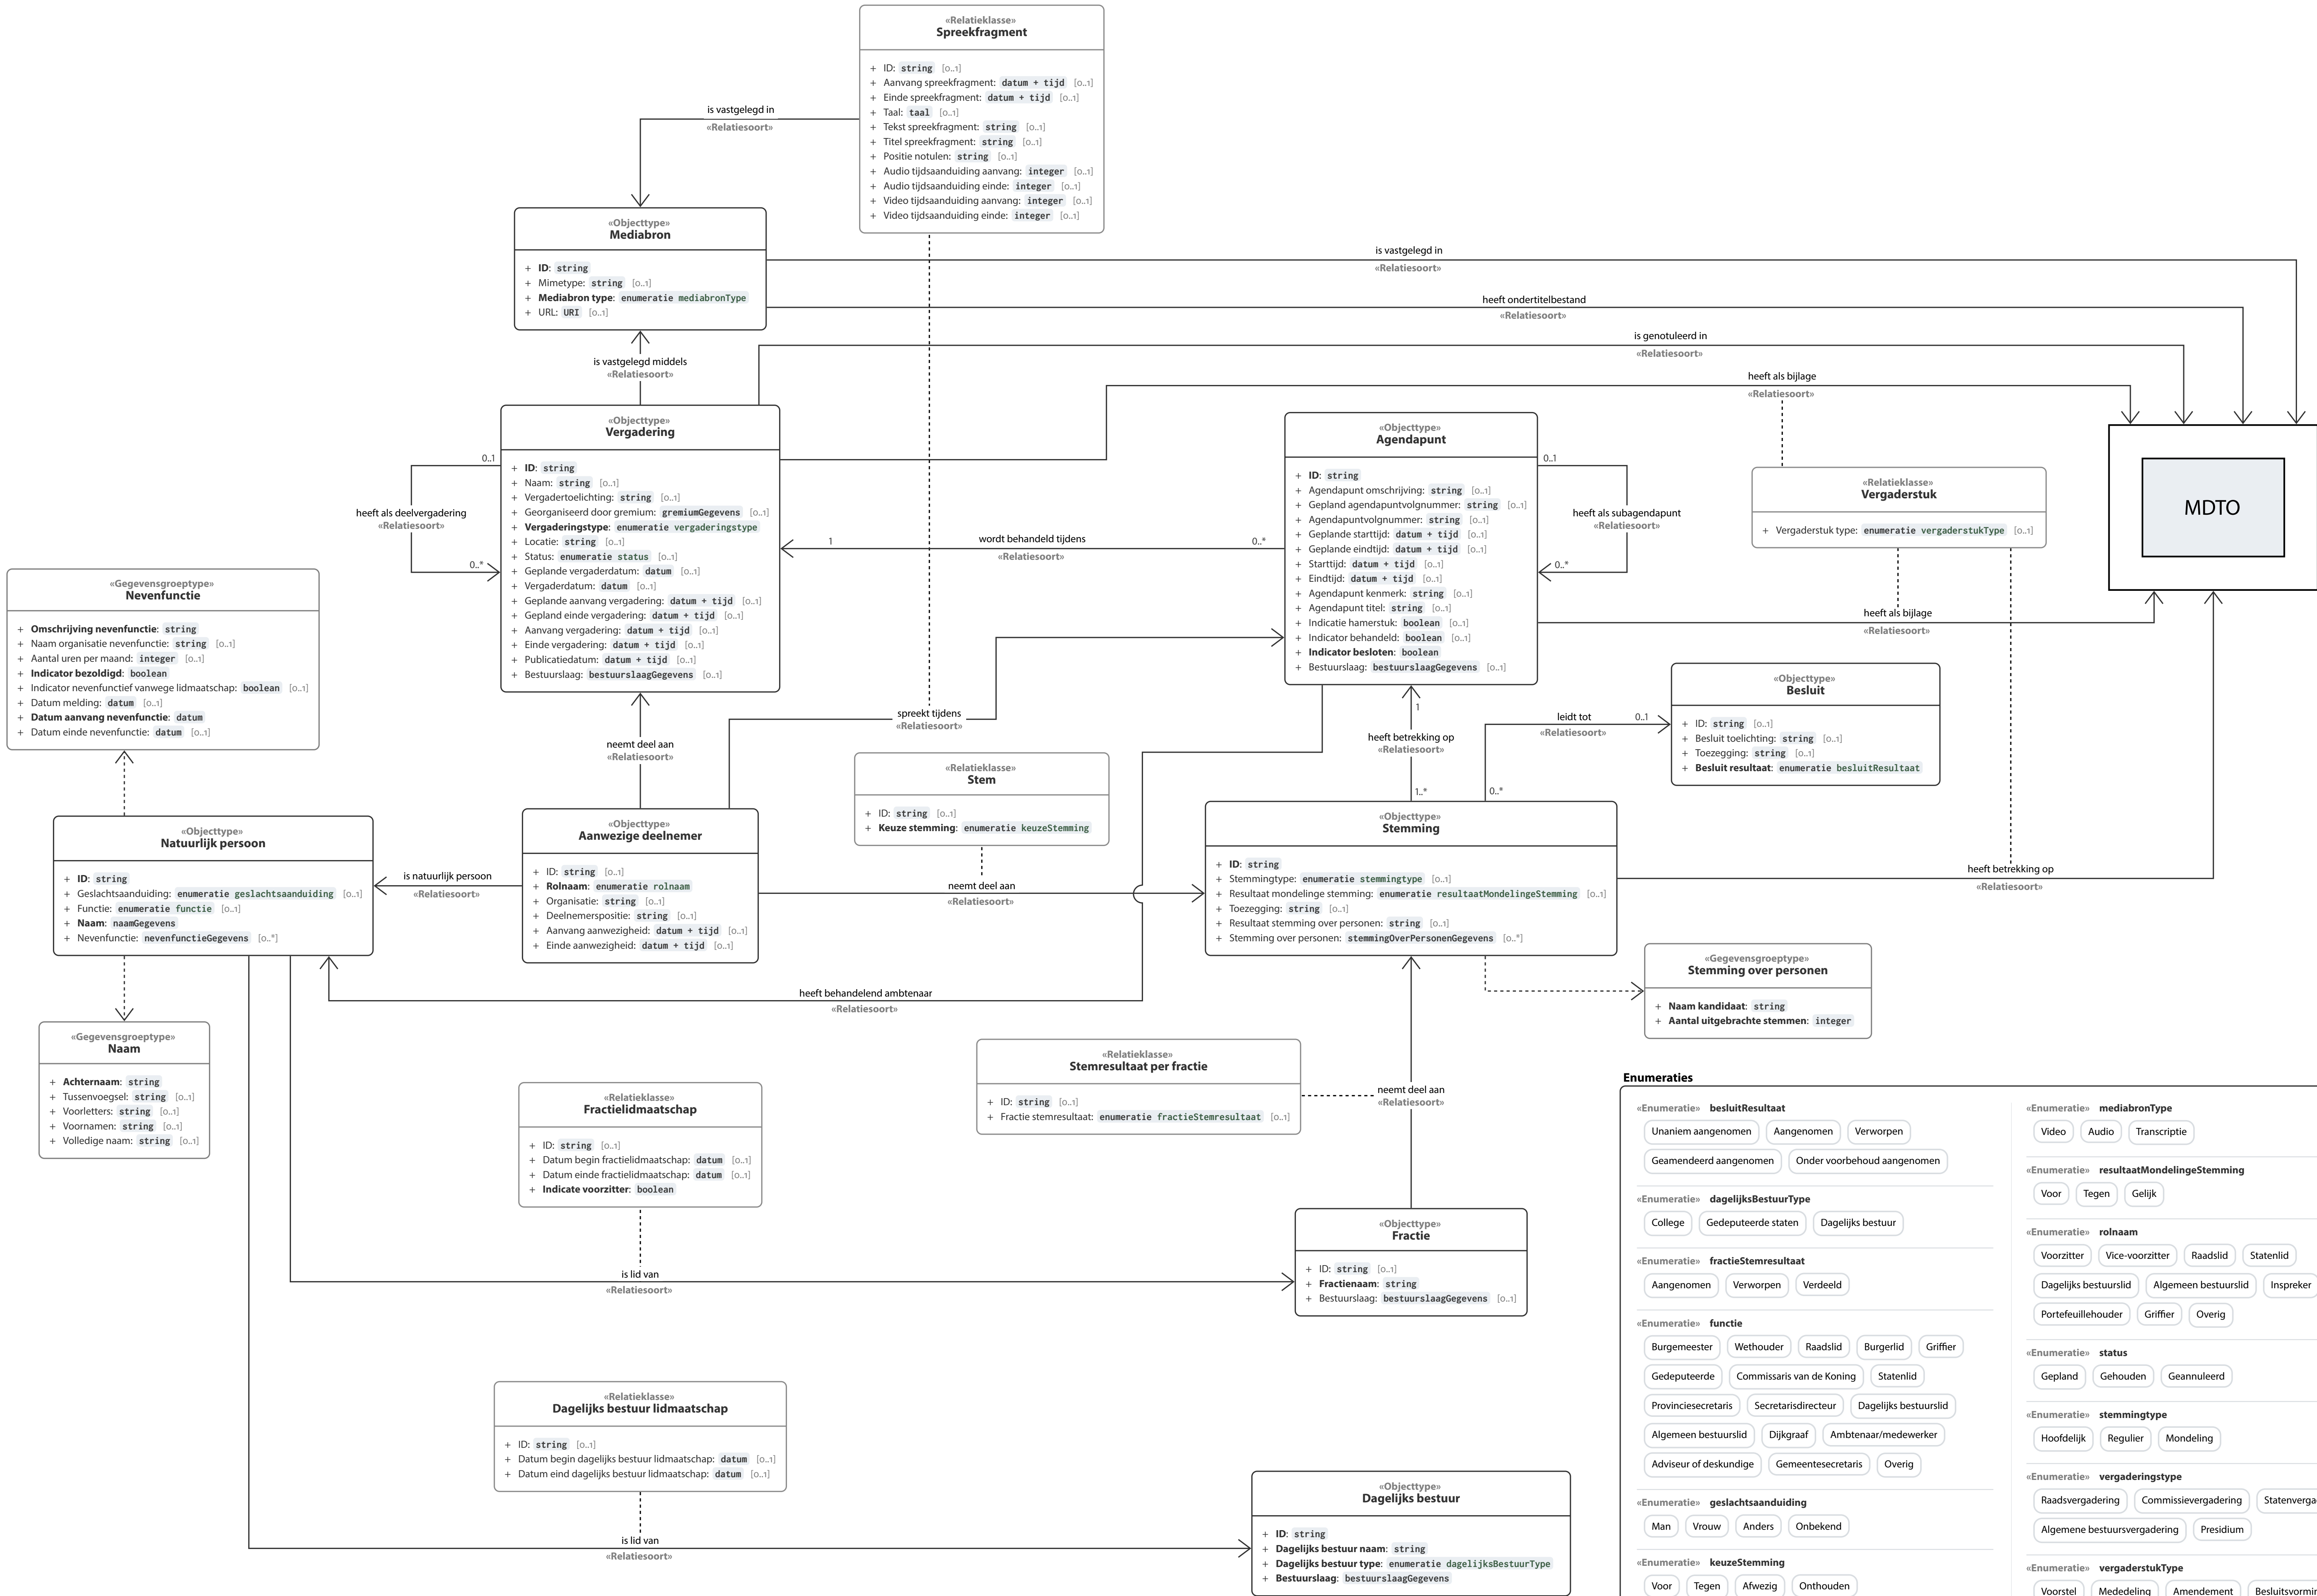 «Relatieklasse»
Spreekfragment
+ ID: string [0..1]
+ Aanvang spreekfragment: datum + tijd [0..1]
+ Einde spreekfragment: datum + tijd [0..1]
+ Taal: taal [0..1]
+ Tekst spreekfragment: string [0..1]
+ Titel spreekfragment: string [0..1]
+ Positie notulen: string [0..1]
+ Audio tijdsaanduiding aanvang: integer [0..1]
+ Audio tijdsaanduiding einde: integer [0..1]
+ Video tijdsaanduiding aanvang: integer [0..1]
+ Video tijdsaanduiding einde: integer [0..1]
is vastgelegd in
«Relatiesoort»
«Objecttype»
Mediabron
+ ID: string
+ Mimetype: string [0..1]
+ Mediabron type: enumeratie mediabronType
+ URL: URI [0..1]
is vastgelegd in
«Relatiesoort»
heeft ondertitelbestand
«Relatiesoort»
is genotuleerd in
«Relatiesoort»
heeft als bijlage
«Relatiesoort»
is vastgelegd middels
«Relatiesoort»
«Objecttype»
Vergadering
+ ID: string
+ Naam: string [0..1]
+ Vergadertoelichting: string [0..1]
+ Georganiseerd door gremium: gremiumGegevens [0..1]
+ Vergaderingstype: enumeratie vergaderingstype
+ Locatie: string [0..1]
+ Status: enumeratie status [0..1]
+ Geplande vergaderdatum: datum [0..1]
+ Vergaderdatum: datum [0..1]
+ Geplande aanvang vergadering: datum + tijd [0..1]
+ Gepland einde vergadering: datum + tijd [0..1]
+ Aanvang vergadering: datum + tijd [0..1]
+ Einde vergadering: datum + tijd [0..1]
+ Publicatiedatum: datum + tijd [0..1]
+ Bestuurslaag: bestuurslaagGegevens [0..1]
0..1
heeft als deelvergadering
«Relatiesoort»
0..*
1
wordt behandeld tijdens
«Relatiesoort»
0..*
«Objecttype»
Agendapunt
+ ID: string
+ Agendapunt omschrijving: string [0..1]
+ Gepland agendapuntvolgnummer: string [0..1]
+ Agendapuntvolgnummer: string [0..1]
+ Geplande starttijd: datum + tijd [0..1]
+ Geplande eindtijd: datum + tijd [0..1]
+ Starttijd: datum + tijd [0..1]
+ Eindtijd: datum + tijd [0..1]
+ Agendapunt kenmerk: string [0..1]
+ Agendapunt titel: string [0..1]
+ Indicatie hamerstuk: boolean [0..1]
+ Indicator behandeld: boolean [0..1]
+ Indicator besloten: boolean
+ Bestuurslaag: bestuurslaagGegevens [0..1]
0..1
heeft als subagendapunt
«Relatiesoort»
0..*
«Relatieklasse»
Vergaderstuk
+ Vergaderstuk type: enumeratie vergaderstukType [0..1]
MDTO
heeft als bijlage
«Relatiesoort»
«Gegevensgroeptype»
Nevenfunctie
+ Omschrijving nevenfunctie: string
+ Naam organisatie nevenfunctie: string [0..1]
+ Aantal uren per maand: integer [0..1]
+ Indicator bezoldigd: boolean
+ Indicator nevenfunctief vanwege lidmaatschap: boolean [0..1]
+ Datum melding: datum [0..1]
+ Datum aanvang nevenfunctie: datum
+ Datum einde nevenfunctie: datum [0..1]
neemt deel aan
«Relatiesoort»
spreekt tijdens
«Relatiesoort»
1
heeft betrekking op
«Relatiesoort»
1..*
leidt tot
«Relatiesoort»
0..1
0..*
«Objecttype»
Besluit
+ ID: string [0..1]
+ Besluit toelichting: string [0..1]
+ Toezegging: string [0..1]
+ Besluit resultaat: enumeratie besluitResultaat
«Relatieklasse»
Stem
+ ID: string [0..1]
+ Keuze stemming: enumeratie keuzeStemming
«Objecttype»
Natuurlijk persoon
+ ID: string
+ Geslachtsaanduiding: enumeratie geslachtsaanduiding [0..1]
+ Functie: enumeratie functie [0..1]
+ Naam: naamGegevens
+ Nevenfunctie: nevenfunctieGegevens [0..*]
is natuurlijk persoon
«Relatiesoort»
«Objecttype»
Aanwezige deelnemer
+ ID: string [0..1]
+ Rolnaam: enumeratie rolnaam
+ Organisatie: string [0..1]
+ Deelnemerspositie: string [0..1]
+ Aanvang aanwezigheid: datum + tijd [0..1]
+ Einde aanwezigheid: datum + tijd [0..1]
neemt deel aan
«Relatiesoort»
«Objecttype»
Stemming
+ ID: string
+ Stemmingtype: enumeratie stemmingtype [0..1]
+ Resultaat mondelinge stemming: enumeratie resultaatMondelingeStemming [0..1]
+ Toezegging: string [0..1]
+ Resultaat stemming over personen: string [0..1]
+ Stemming over personen: stemmingOverPersonenGegevens [0..*]
heeft betrekking op
«Relatiesoort»
heeft behandelend ambtenaar
«Relatiesoort»
«Gegevensgroeptype»
Stemming over personen
+ Naam kandidaat: string
+ Aantal uitgebrachte stemmen: integer
«Gegevensgroeptype»
Naam
+ Achternaam: string
+ Tussenvoegsel: string [0..1]
+ Voorletters: string [0..1]
+ Voornamen: string [0..1]
+ Volledige naam: string [0..1]
«Relatieklasse»
Fractielidmaatschap
+ ID: string [0..1]
+ Datum begin fractielidmaatschap: datum [0..1]
+ Datum einde fractielidmaatschap: datum [0..1]
+ Indicate voorzitter: boolean
«Relatieklasse»
Stemresultaat per fractie
+ ID: string [0..1]
+ Fractie stemresultaat: enumeratie fractieStemresultaat [0..1]
neemt deel aan
«Relatiesoort»
is lid van
«Relatiesoort»
«Objecttype»
Fractie
+ ID: string [0..1]
+ Fractienaam: string
+ Bestuurslaag: bestuurslaagGegevens [0..1]
«Relatieklasse»
Dagelijks bestuur lidmaatschap
+ ID: string [0..1]
+ Datum begin dagelijks bestuur lidmaatschap: datum [0..1]
+ Datum eind dagelijks bestuur lidmaatschap: datum [0..1]
is lid van
«Relatiesoort»
«Objecttype»
Dagelijks bestuur
+ ID: string
+ Dagelijks bestuur naam: string
+ Dagelijks bestuur type: enumeratie dagelijksBestuurType
+ Bestuurslaag: bestuurslaagGegevens
Enumeraties
«Enumeratie» besluitResultaat
Unaniem aangenomen Aangenomen Verworpen
Geamendeerd aangenomen Onder voorbehoud aangenomen
«Enumeratie» dagelijksBestuurType
College Gedeputeerde staten Dagelijks bestuur
«Enumeratie» fractieStemresultaat
Aangenomen Verworpen Verdeeld
«Enumeratie» functie
Burgemeester Wethouder Raadslid Burgerlid Griffier
Gedeputeerde Commissaris van de Koning Statenlid
Provinciesecretaris Secretarisdirecteur Dagelijks bestuurslid
Algemeen bestuurslid Dijkgraaf Ambtenaar/medewerker
Adviseur of deskundige Gemeentesecretaris Overig
«Enumeratie» geslachtsaanduiding
Man Vrouw Anders Onbekend
«Enumeratie» keuzeStemming
Voor Tegen Afwezig Onthouden
«Enumeratie» mediabronType
Video Audio Transcriptie
«Enumeratie» resultaatMondelingeStemming
Voor Tegen Gelijk
«Enumeratie» rolnaam
Voorzitter Vice-voorzitter Raadslid Statenlid
Dagelijks bestuurslid Algemeen bestuurslid Inspreker
Portefeuillehouder Griffier Overig
«Enumeratie» status
Gepland Gehouden Geannuleerd
«Enumeratie» stemmingtype
Hoofdelijk Regulier Mondeling
«Enumeratie» vergaderingstype
Raadsvergadering Commissievergadering
Algemene bestuursvergadering Presidium
«Enumeratie» vergaderstukType
Voorstel Mededeling Amendement